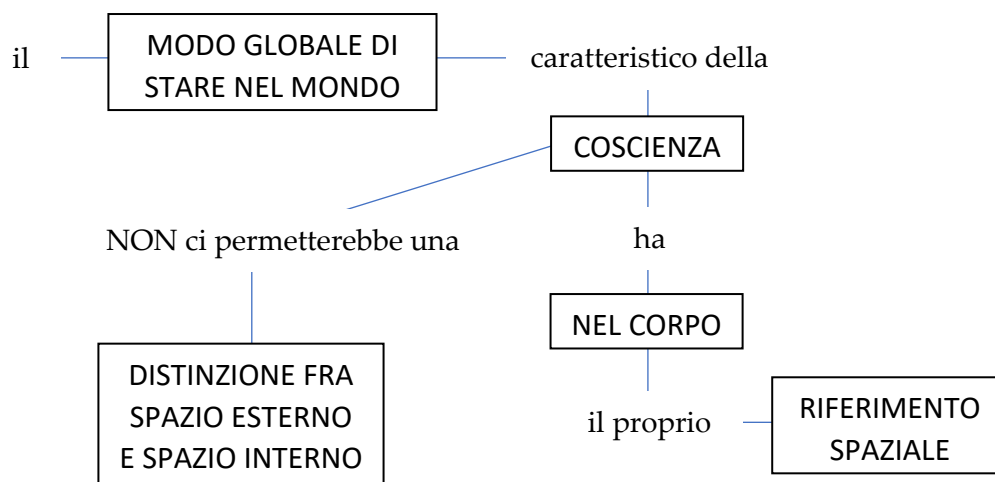 il
MODO GLOBALE DI
STARE NEL MONDO
caratteristico della
COSCIENZA
NON ci permetterebbe una
ha
NEL CORPO
DISTINZIONE FRA
SPAZIO ESTERNO
E SPAZIO INTERNO
il proprio
RIFERIMENTO
SPAZIALE